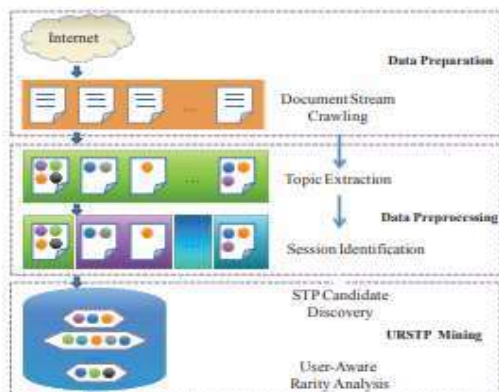 Internet
Data Preparation
Document Stream
Crawling
Topic Extraction
Data Preprocessing
Session Identification
STP Candidate
Discovery
URSTP Mining
User-Aware
Rarity Analysis